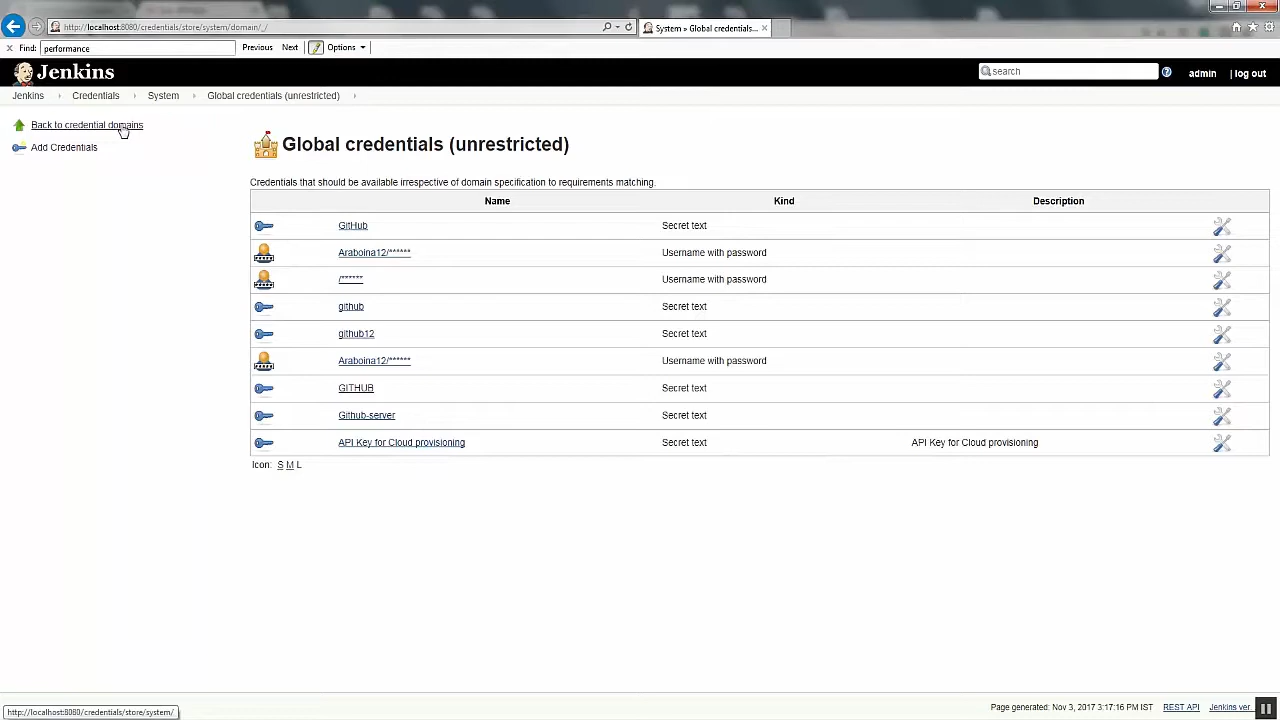 http://localhost:8080/credentials/store/system/domain/_/
System » Global credentials...
Find: performance Previous Next Options
Jenkins search admin | log out
Jenkins Credentials System Global credentials (unrestricted)
Back to credential domains
Add Credentials
Global credentials (unrestricted)
Credentials that should be available irrespective of domain specification to requirements matching.
Name Kind Description
GitHub Secret text
Araboina12/****** Username with password
/****** Username with password
github Secret text
github12 Secret text
Araboina12/****** Username with password
GITHUB Secret text
Github-server Secret text
API Key for Cloud provisioning Secret text API Key for Cloud provisioning
Icon: S M L
http://localhost:8080/credentials/store/system/
Page generated: Nov 3, 2017 3:17:16 PM IST REST API Jenkins ver.